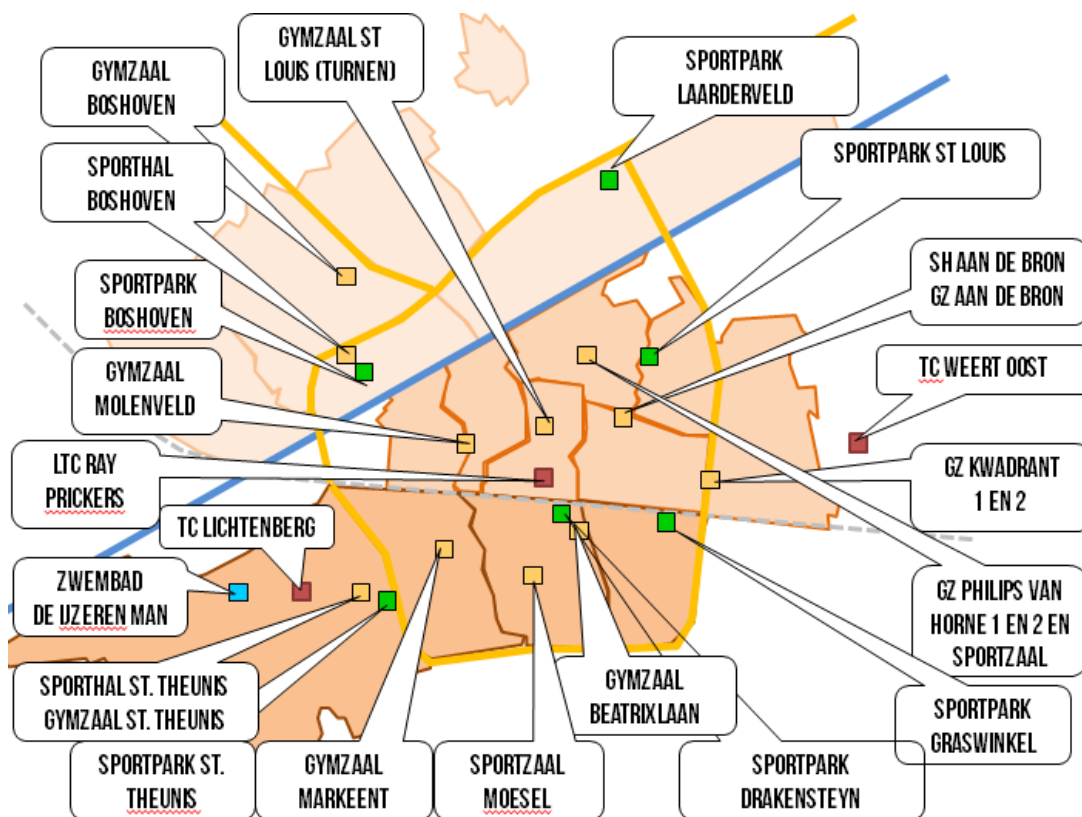 GYMZAAL
BOSHOVEN
GYMZAAL ST
LOUIS (TURNEN)
SPORTPARK
LAARDERVELD
SPORTHAL
BOSHOVEN
SPORTPARK ST LOUIS
SPORTPARK
BOSHOVEN
SH AAN DE BRON
GZ AAN DE BRON
GYMZAAL
MOLENVELD
TC WEERT OOST
LTC RAY
PRICKERS
GZ KWADRANT
1 EN 2
TC LICHTENBERG
ZWEMBAD
DE IJZEREN MAN
GZ PHILIPS VAN
HORNE 1 EN 2 EN
SPORTZAAL
SPORTHAL ST. THEUNIS
GYMZAAL ST. THEUNIS
GYMZAAL
BEATRIXLAAN
SPORTPARK
GRASWINKEL
SPORTPARK ST.
THEUNIS
GYMZAAL
MARKEENT
SPORTZAAL
MOESEL
SPORTPARK
DRAKENSTEYN